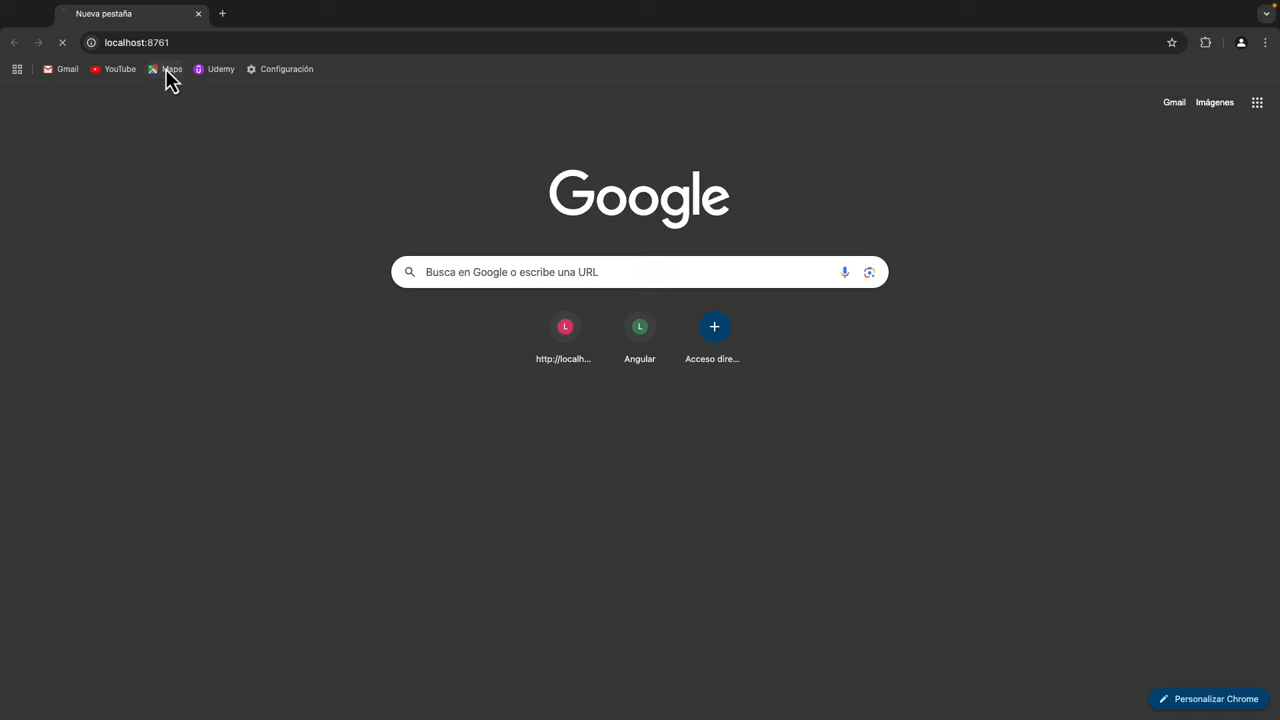 Nueva pestaña
localhost:8761
Gmail YouTube Maps Udemy Configuración
Gmail Imágenes
Google
Busca en Google o escribe una URL
L L
http://localh... Angular Acceso dire...
Personalizar Chrome